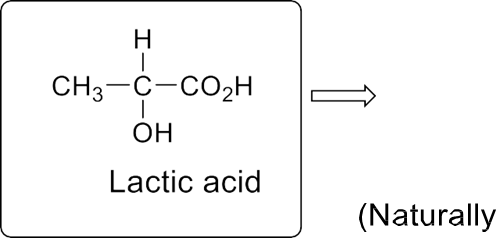 H
CH₃—C—CO₂H
OH
Lactic acid
(Naturally